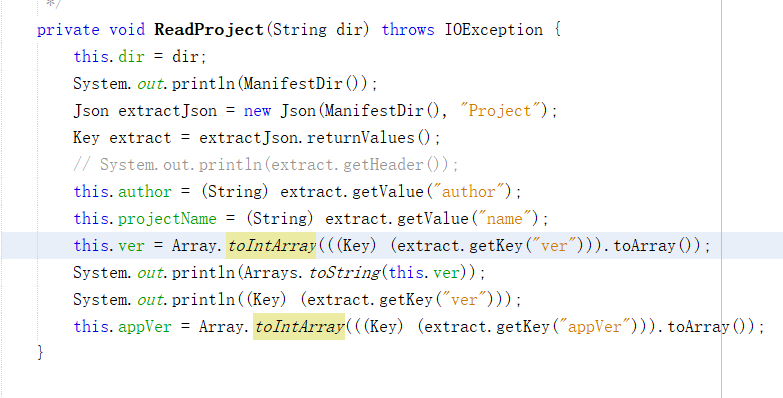 */
private void ReadProject(String dir) throws IOException {
this.dir = dir;
System.out.println(ManifestDir());
Json extractJson = new Json(ManifestDir(), "Project");
Key extract = extractJson.returnValues();
// System.out.println(extract.getHeader());
this.author = (String) extract.getValue("author");
this.projectName = (String) extract.getValue("name");
this.ver = Array.toIntArray(((Key) (extract.getKey("ver"))).toArray());
System.out.println(Arrays.toString(this.ver));
System.out.println((Key) (extract.getKey("ver")));
this.appVer = Array.toIntArray(((Key) (extract.getKey("appVer"))).toArray());
}